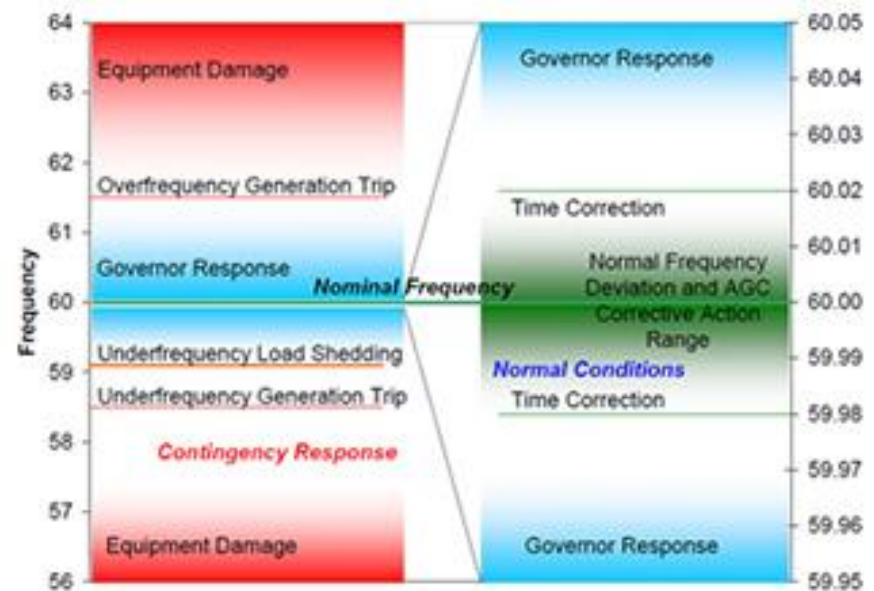 Frequency
64
63
62
61
60
59
58
57
56
Equipment Damage
Overfrequency Generation Trip
Governor Response
Nominal Frequency
Underfrequency Load Shedding
Underfrequency Generation Trip
Contingency Response
Equipment Damage
Governor Response
Time Correction
Normal Frequency
Deviation and AGC
Corrective Action
Range
Normal Conditions
Time Correction
Governor Response
60.05
60.04
60.03
60.02
60.01
60.00
59.99
59.98
59.97
59.96
59.95